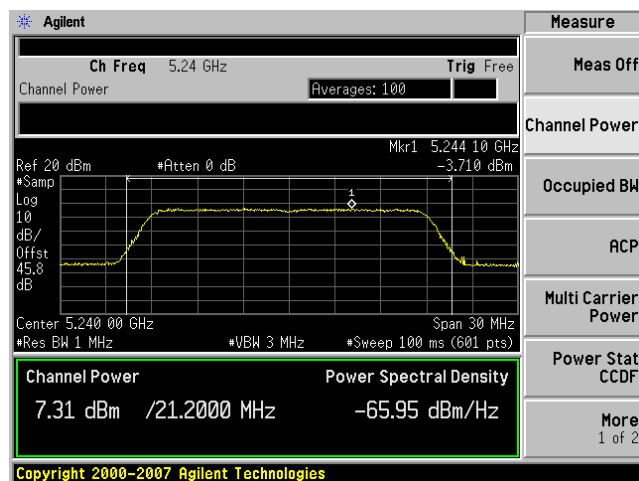 Agilent
Measure
Ch Freq 5.24 GHz Trig Free
Channel Power Averages: 100
Mkr1 5.244 10 GHz
Ref 20 dBm #Atten 0 dB -3.710 dBm
#Samp
Log
10
dB/
Offst
45.8
dB
1
Center 5.240 00 GHz Span 30 MHz
#Res BW 1 MHz #VBW 3 MHz #Sweep 100 ms (601 pts)
Channel Power Power Spectral Density
7.31 dBm /21.2000 MHz -65.95 dBm/Hz
Copyright 2000-2007 Agilent Technologies
Meas Off
Channel Power
Occupied BW
ACP
Multi Carrier
Power
Power Stat
CCDF
More
1 of 2